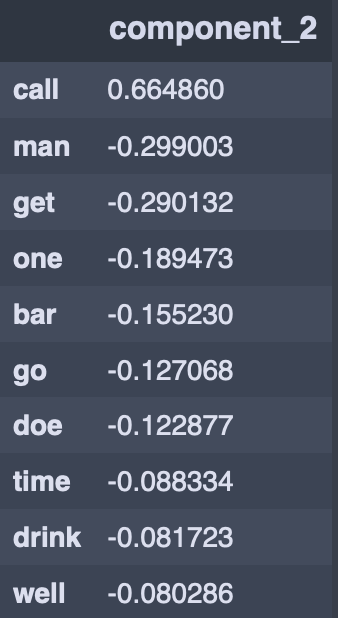 component_2
call 0.664860
man -0.299003
get -0.290132
one -0.189473
bar -0.155230
go -0.127068
doe -0.122877
time -0.088334
drink -0.081723
well -0.080286